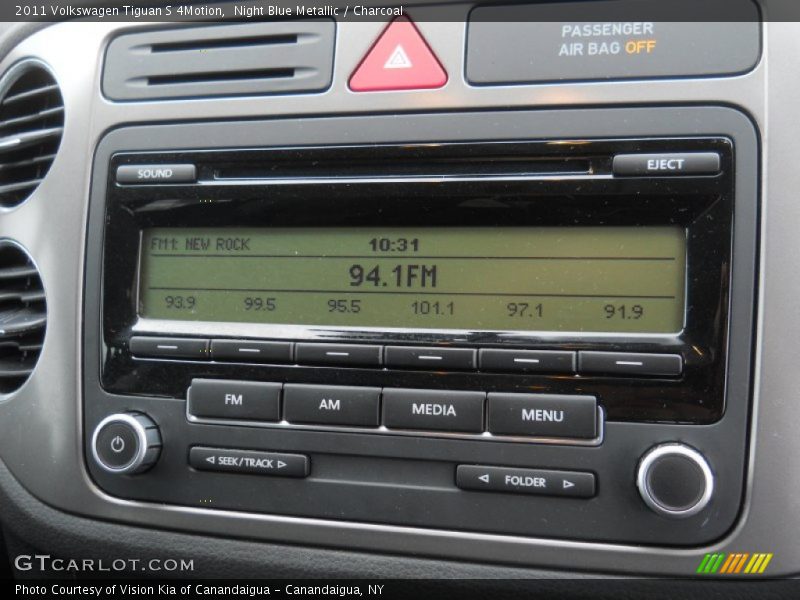 2011 Volkswagen Tiguan S 4Motion, Night Blue Metallic / Charcoal
PASSENGER
AIR BAG OFF
SOUND
EJECT
FM1: NEW ROCK 10:31
94.1FM
93.9 99.5 95.5 101.1 97.1 91.9
FM AM MEDIA MENU
SEEK/TRACK
FOLDER
GTCARLOT.COM
Photo Courtesy of Vision Kia of Canandaigua - Canandaigua, NY